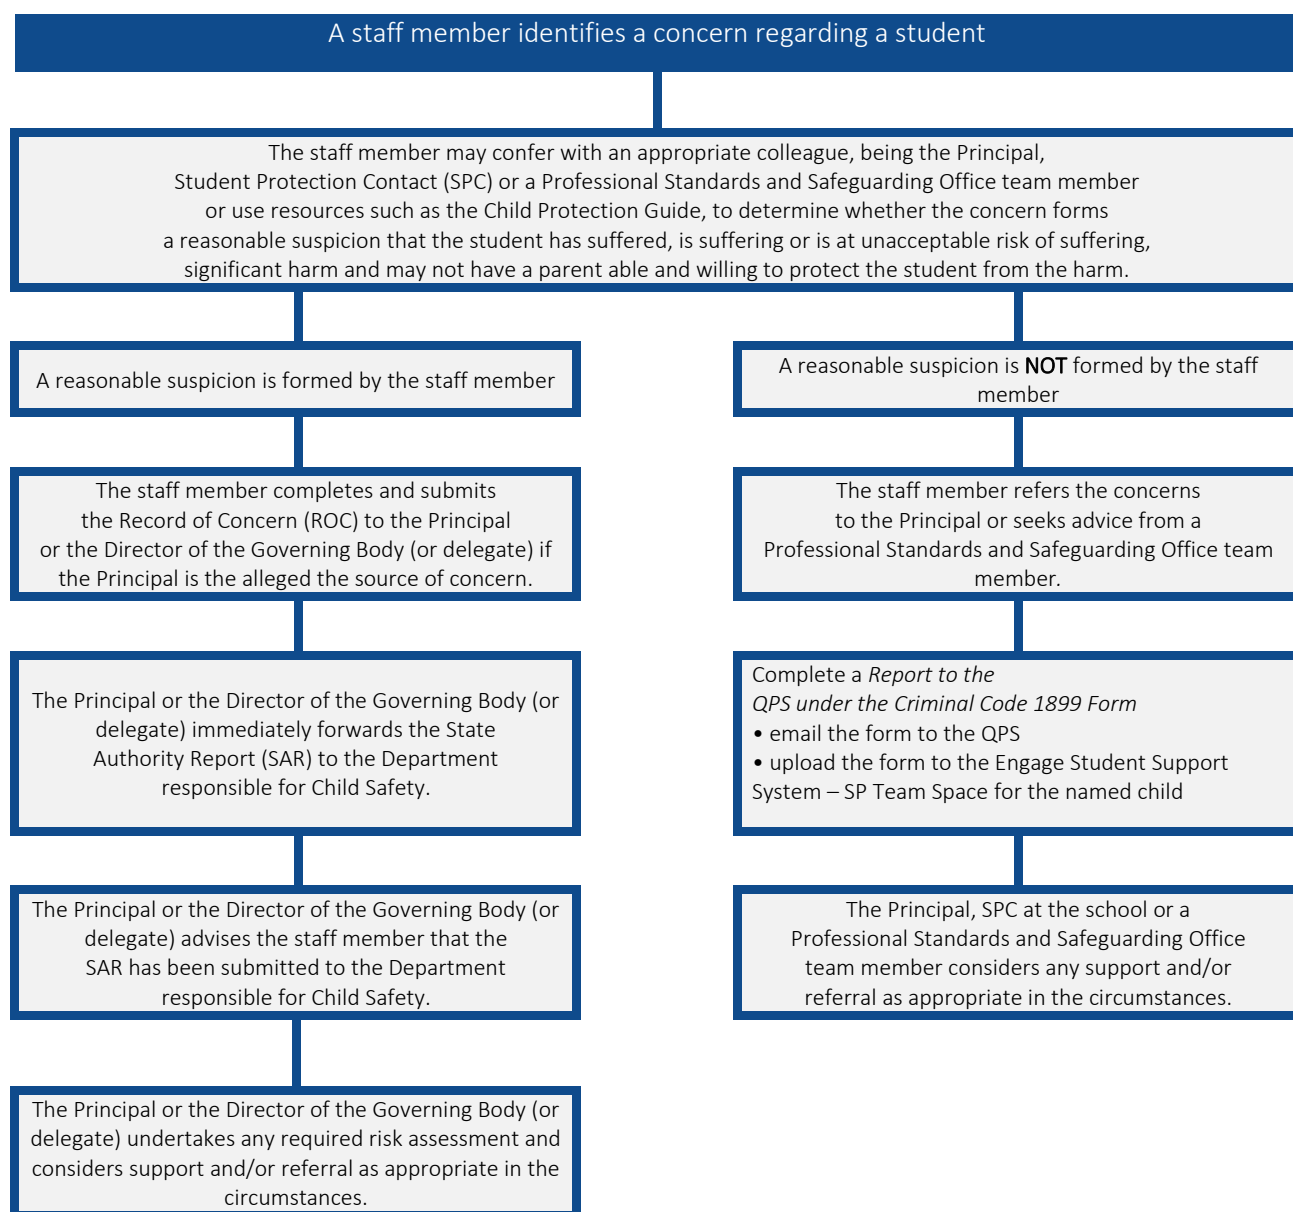 A staff member identifies a concern regarding a student
The staff member may confer with an appropriate colleague, being the Principal,
Student Protection Contact (SPC) or a Professional Standards and Safeguarding Office team member
or use resources such as the Child Protection Guide, to determine whether the concern forms
a reasonable suspicion that the student has suffered, is suffering or is at unacceptable risk of suffering,
significant harm and may not have a parent able and willing to protect the student from the harm.
A reasonable suspicion is formed by the staff member
The staff member completes and submits
the Record of Concern (ROC) to the Principal
or the Director of the Governing Body (or delegate) if
the Principal is the alleged the source of concern.
The Principal or the Director of the Governing Body (or
delegate) immediately forwards the State
Authority Report (SAR) to the Department
responsible for Child Safety.
The Principal or the Director of the Governing Body (or
delegate) advises the staff member that the
SAR has been submitted to the Department
responsible for Child Safety.
The Principal or the Director of the Governing Body (or
delegate) undertakes any required risk assessment and
considers support and/or referral as appropriate in the
circumstances.
A reasonable suspicion is NOT formed by the staff
member
The staff member refers the concerns
to the Principal or seeks advice from a
Professional Standards and Safeguarding Office team
member.
Complete a Report to the
QPS under the Criminal Code 1899 Form
• email the form to the QPS
• upload the form to the Engage Student Support
System – SP Team Space for the named child
The Principal, SPC at the school or a
Professional Standards and Safeguarding Office
team member considers any support and/or
referral as appropriate in the circumstances.